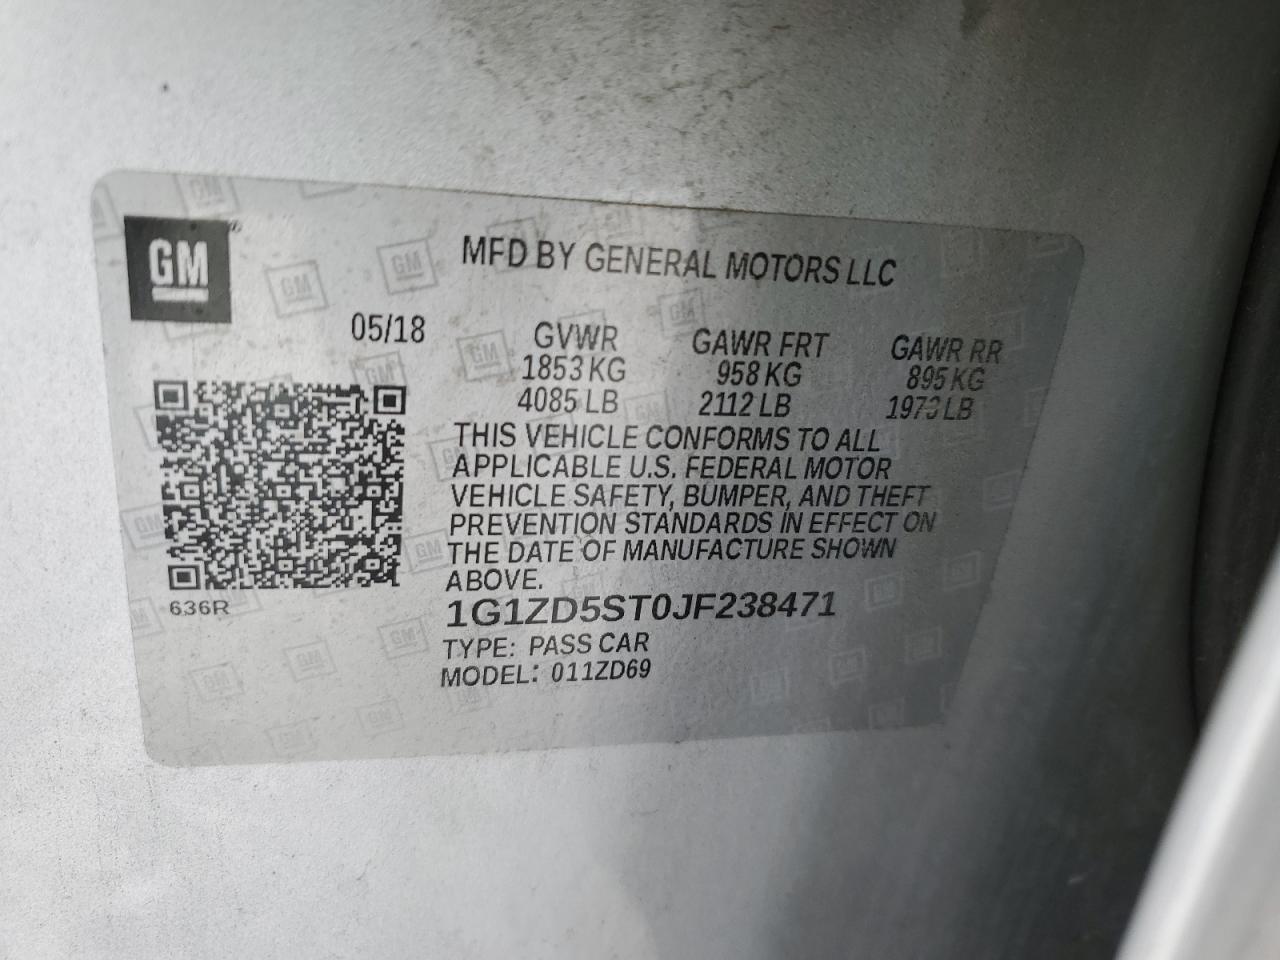 GM
MFD BY GENERAL MOTORS LLC
05/18
GVWR GAWR FRT GAWR RR
1853 KG 958 KG 895 KG
4085 LB 2112 LB 1973 LB
THIS VEHICLE CONFORMS TO ALL
APPLICABLE U.S. FEDERAL MOTOR
VEHICLE SAFETY, BUMPER, AND THEFT
PREVENTION STANDARDS IN EFFECT ON
THE DATE OF MANUFACTURE SHOWN
ABOVE.
636R
1G1ZD5ST0JF238471
TYPE: PASS CAR
MODEL: 011ZD69